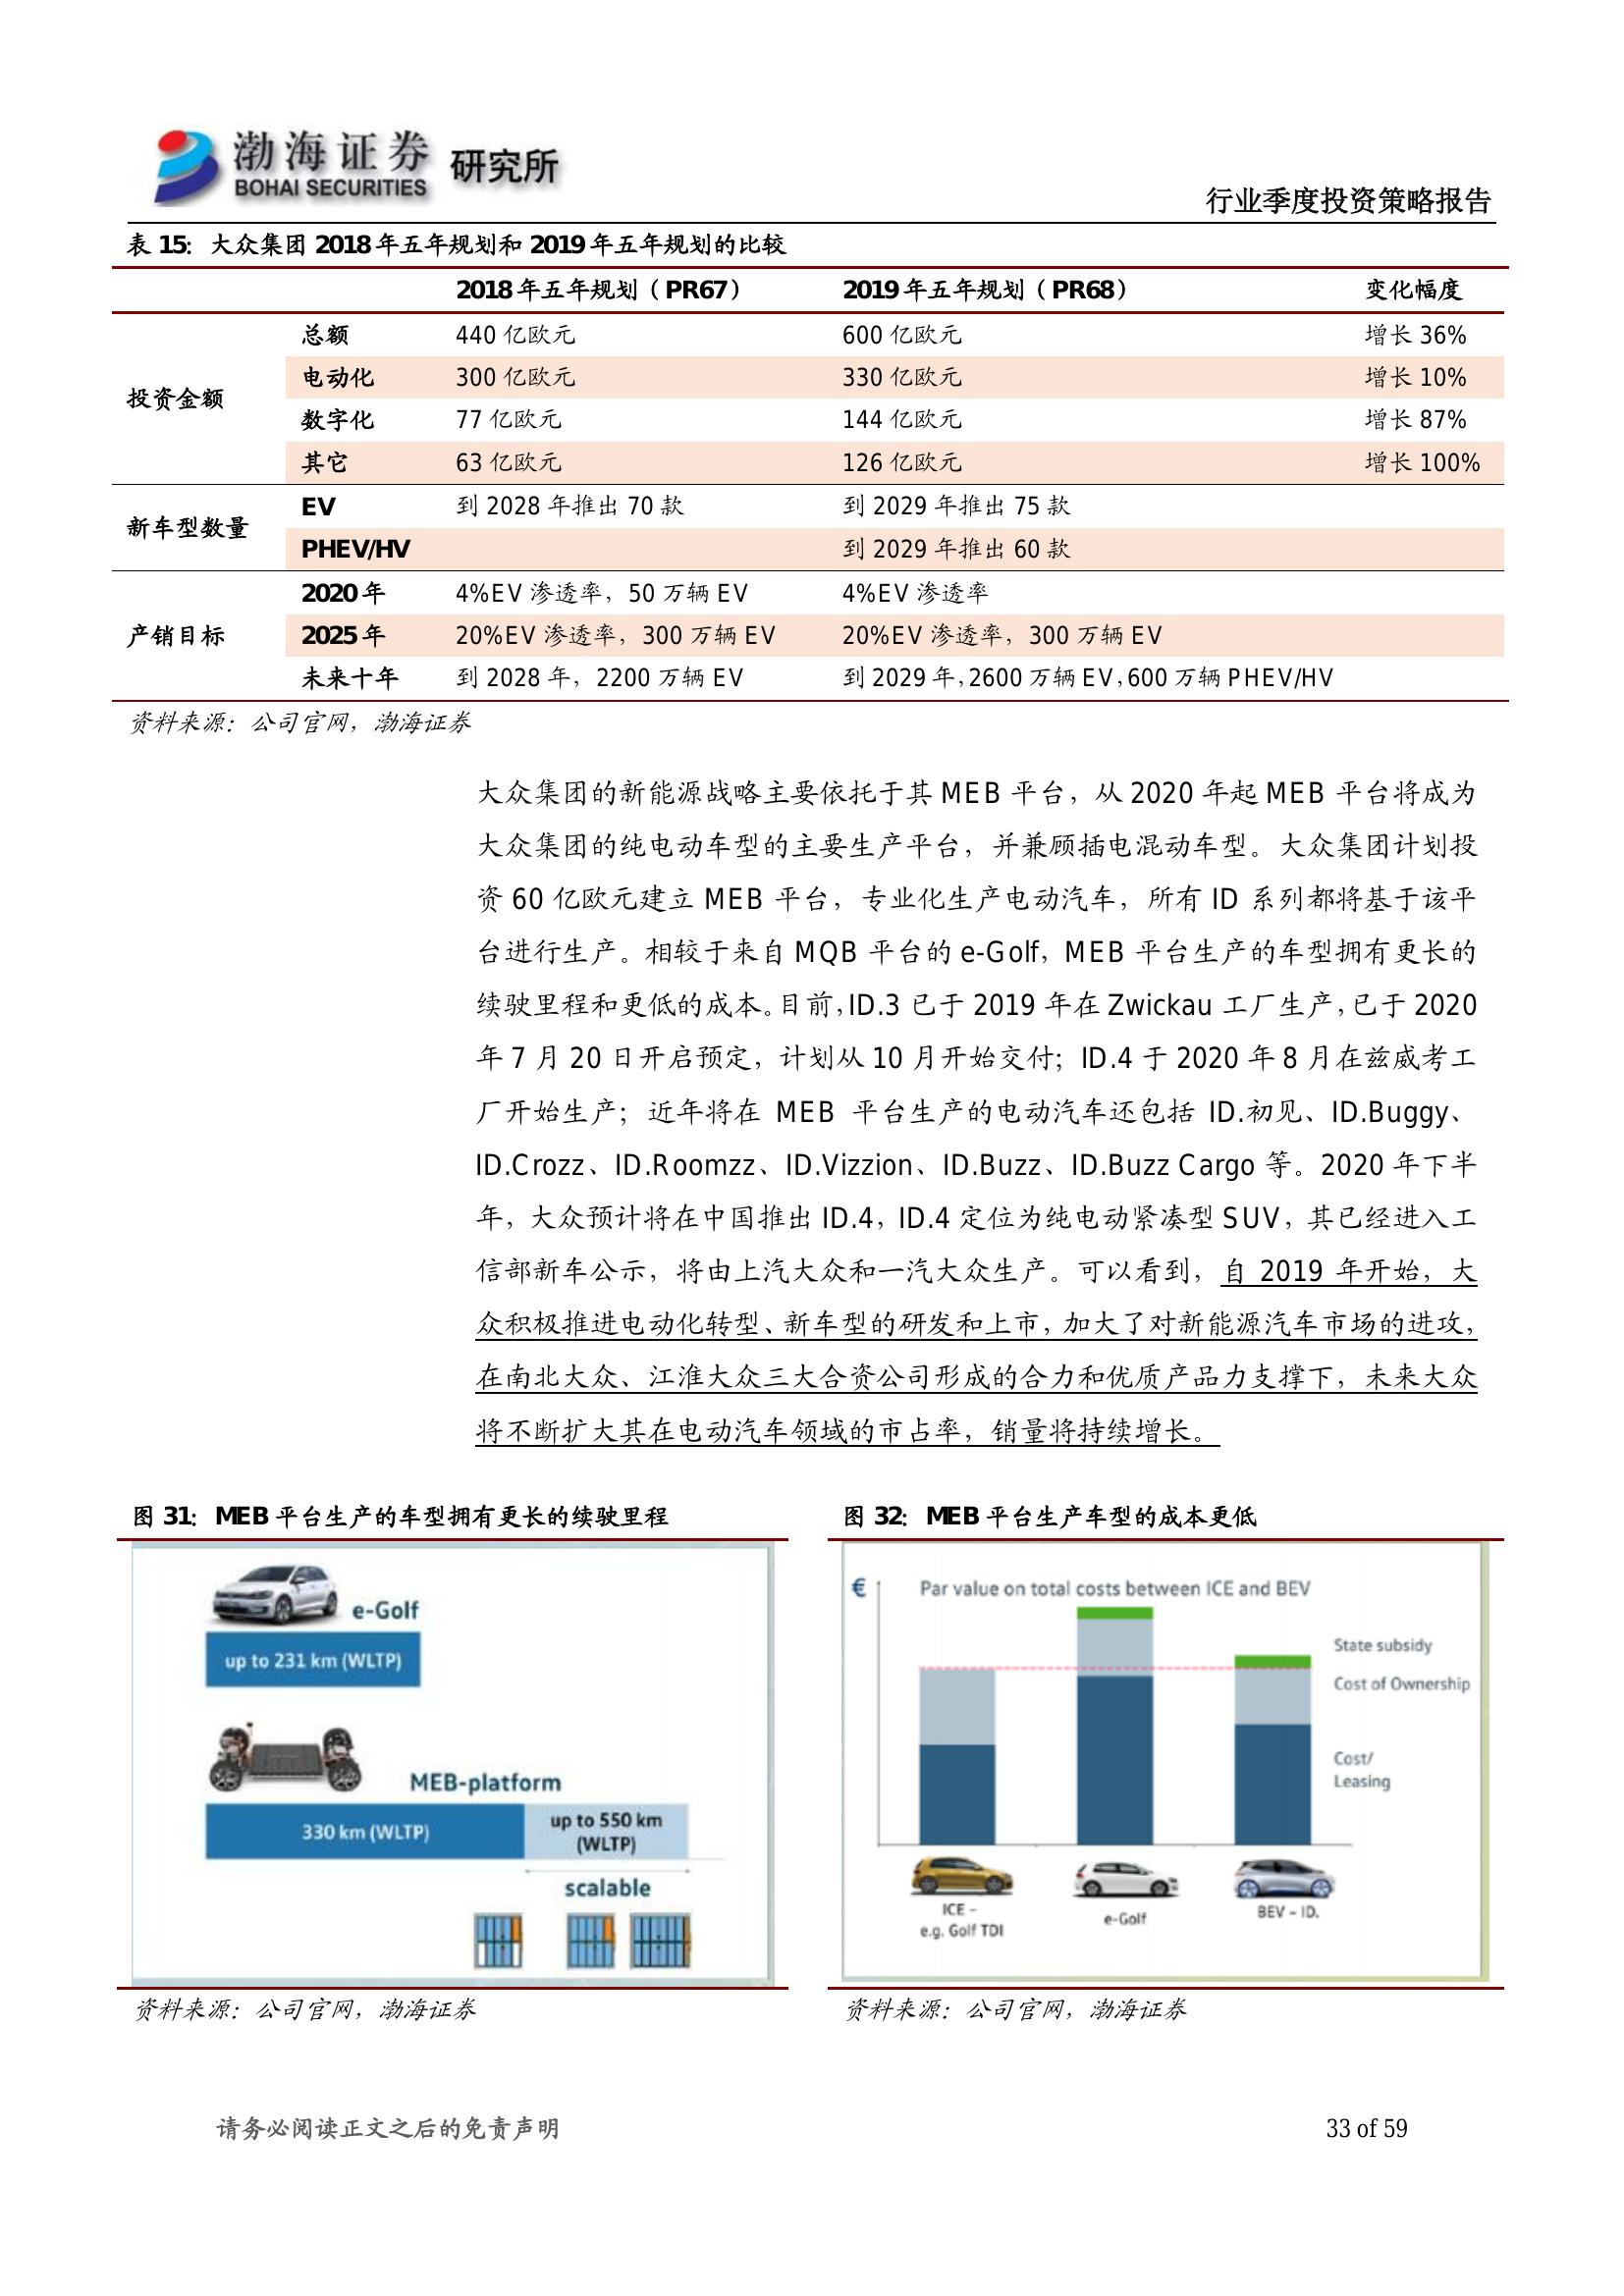 渤海证券 研究所
BOHAI SECURITIES
行业季度投资策略报告
表 15: 大众集团 2018 年五年规划和 2019 年五年规划的比较
2018 年五年规划（PR67） 2019 年五年规划（PR68） 变化幅度
投资金额
总额 440 亿欧元 600 亿欧元 增长 36%
电动化 300 亿欧元 330 亿欧元 增长 10%
数字化 77 亿欧元 144 亿欧元 增长 87%
其它 63 亿欧元 126 亿欧元 增长 100%
新车型数量
EV 到 2028 年推出 70 款 到 2029 年推出 75 款
PHEV/HV 到 2029 年推出 60 款
产销目标
2020 年 4%EV 渗透率，50 万辆 EV 4%EV 渗透率
2025 年 20%EV 渗透率，300 万辆 EV 20%EV 渗透率，300 万辆 EV
未来十年 到 2028 年，2200 万辆 EV 到 2029 年，2600 万辆 EV，600 万辆 PHEV/HV
资料来源：公司官网，渤海证券
大众集团的新能源战略主要依托于其 MEB 平台，从 2020 年起 MEB 平台将成为
大众集团的纯电动车型的主要生产平台，并兼顾插电混动车型。大众集团计划投
资 60 亿欧元建立 MEB 平台，专业化生产电动汽车，所有 ID 系列都将基于该平
台进行生产。相较于来自 MQB 平台的 e-Golf，MEB 平台生产的车型拥有更长的
续驶里程和更低的成本。目前，ID.3 已于 2019 年在 Zwickau 工厂生产，已于 2020
年 7 月 20 日开启预定，计划从 10 月开始交付；ID.4 于 2020 年 8 月在兹威考工
厂开始生产；近年将在 MEB 平台生产的电动汽车还包括 ID.初见、ID.Buggy、
ID.Crozz、ID.Roomzz、ID.Vizzion、ID.Buzz、ID.Buzz Cargo 等。2020 年下半
年，大众预计将在中国推出 ID.4，ID.4 定位为纯电动紧凑型 SUV，其已经进入工
信部新车公示，将由上汽大众和一汽大众生产。可以看到，自 2019 年开始，大
众积极推进电动化转型、新车型的研发和上市，加大了对新能源汽车市场的进攻，
在南北大众、江淮大众三大合资公司形成的合力和优质产品力支撑下，未来大众
将不断扩大其在电动汽车领域的市占率，销量将持续增长。
图 31: MEB 平台生产的车型拥有更长的续驶里程
e-Golf
up to 231 km (WLTP)
MEB-platform
330 km (WLTP)
up to 550 km
(WLTP)
scalable
资料来源：公司官网，渤海证券
图 32: MEB 平台生产车型的成本更低
€ Par value on total costs between ICE and BEV
State subsidy
Cost of Ownership
Cost/
Leasing
ICE –
e.g. Golf TDI
e-Golf
BEV – ID.
资料来源：公司官网，渤海证券
请务必阅读正文之后的免责声明 33 of 59